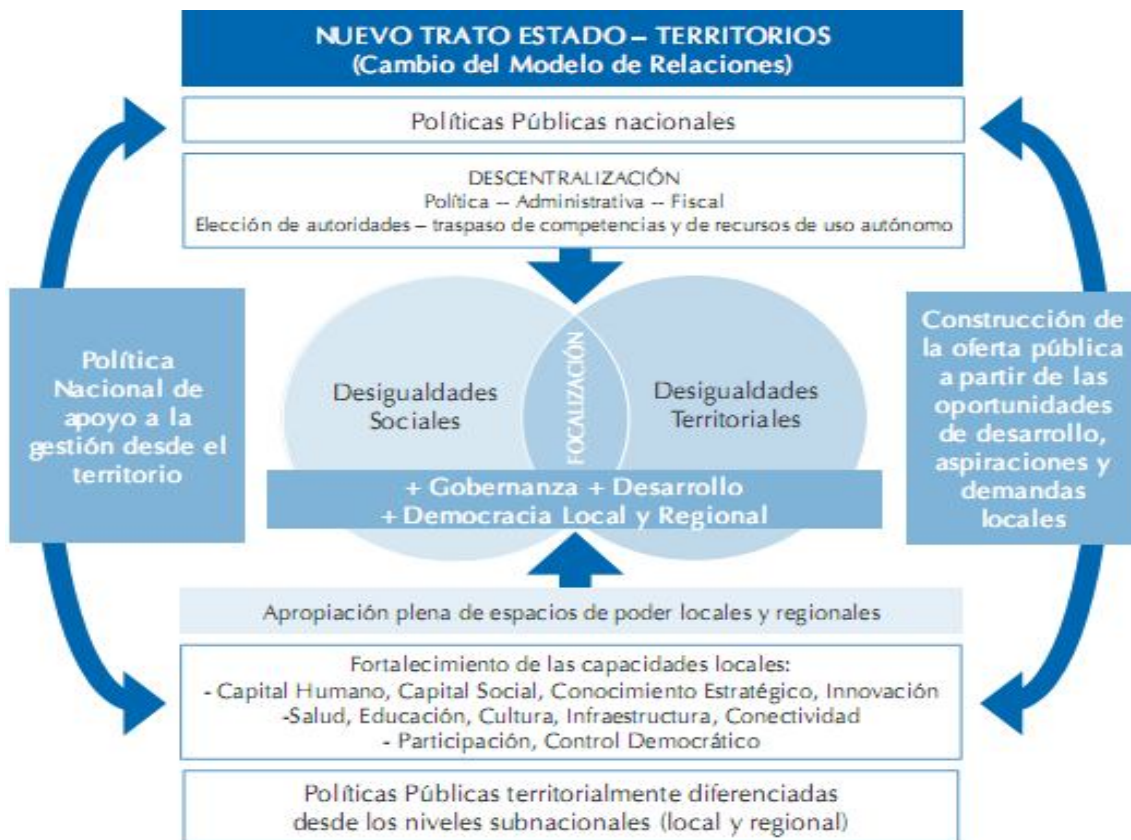 NUEVO TRATO ESTADO – TERRITORIOS
(Cambio del Modelo de Relaciones)
Políticas Públicas nacionales
DESCENTRALIZACIÓN
Política -- Administrativa -- Fiscal
Elección de autoridades – traspaso de competencias y de recursos de uso autónomo
Política
Nacional de
apoyo a la
gestión desde el
territorio
Desigualdades
Sociales
FOCALIZACIÓN
Desigualdades
Territoriales
+ Gobernanza + Desarrollo
+Democracia Local y Regional
Construcción de
la oferta pública
a partir de las
oportunidades
de desarrollo,
aspiraciones y
demandas
locales
Apropiación plena de espacios de poder locales y regionales
Fortalecimiento de las capacidades locales:
- Capital Humano, Capital Social, Conocimiento Estratégico, Innovación
-Salud, Educación, Cultura, Infraestructura, Conectividad
- Participación, Control Democrático
Políticas Públicas territorialmente diferenciadas
desde los niveles subnacionales (local y regional)